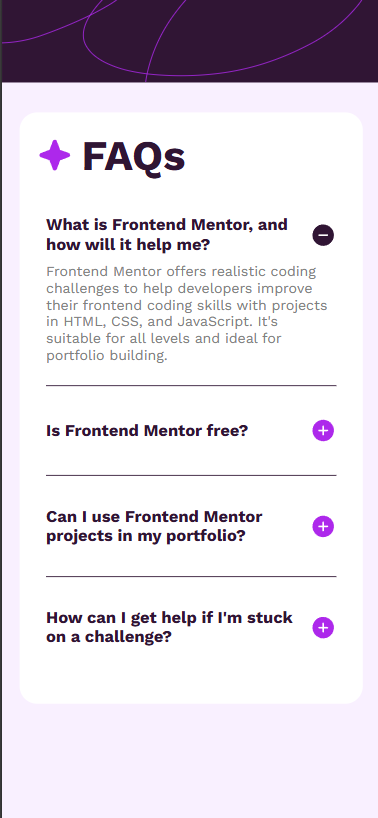 FAQs
What is Frontend Mentor, and
how will it help me?
Frontend Mentor offers realistic coding
challenges to help developers improve
their frontend coding skills with projects
in HTML, CSS, and JavaScript. It's
suitable for all levels and ideal for
portfolio building.
Is Frontend Mentor free?
Can I use Frontend Mentor
projects in my portfolio?
How can I get help if I'm stuck
on a challenge?